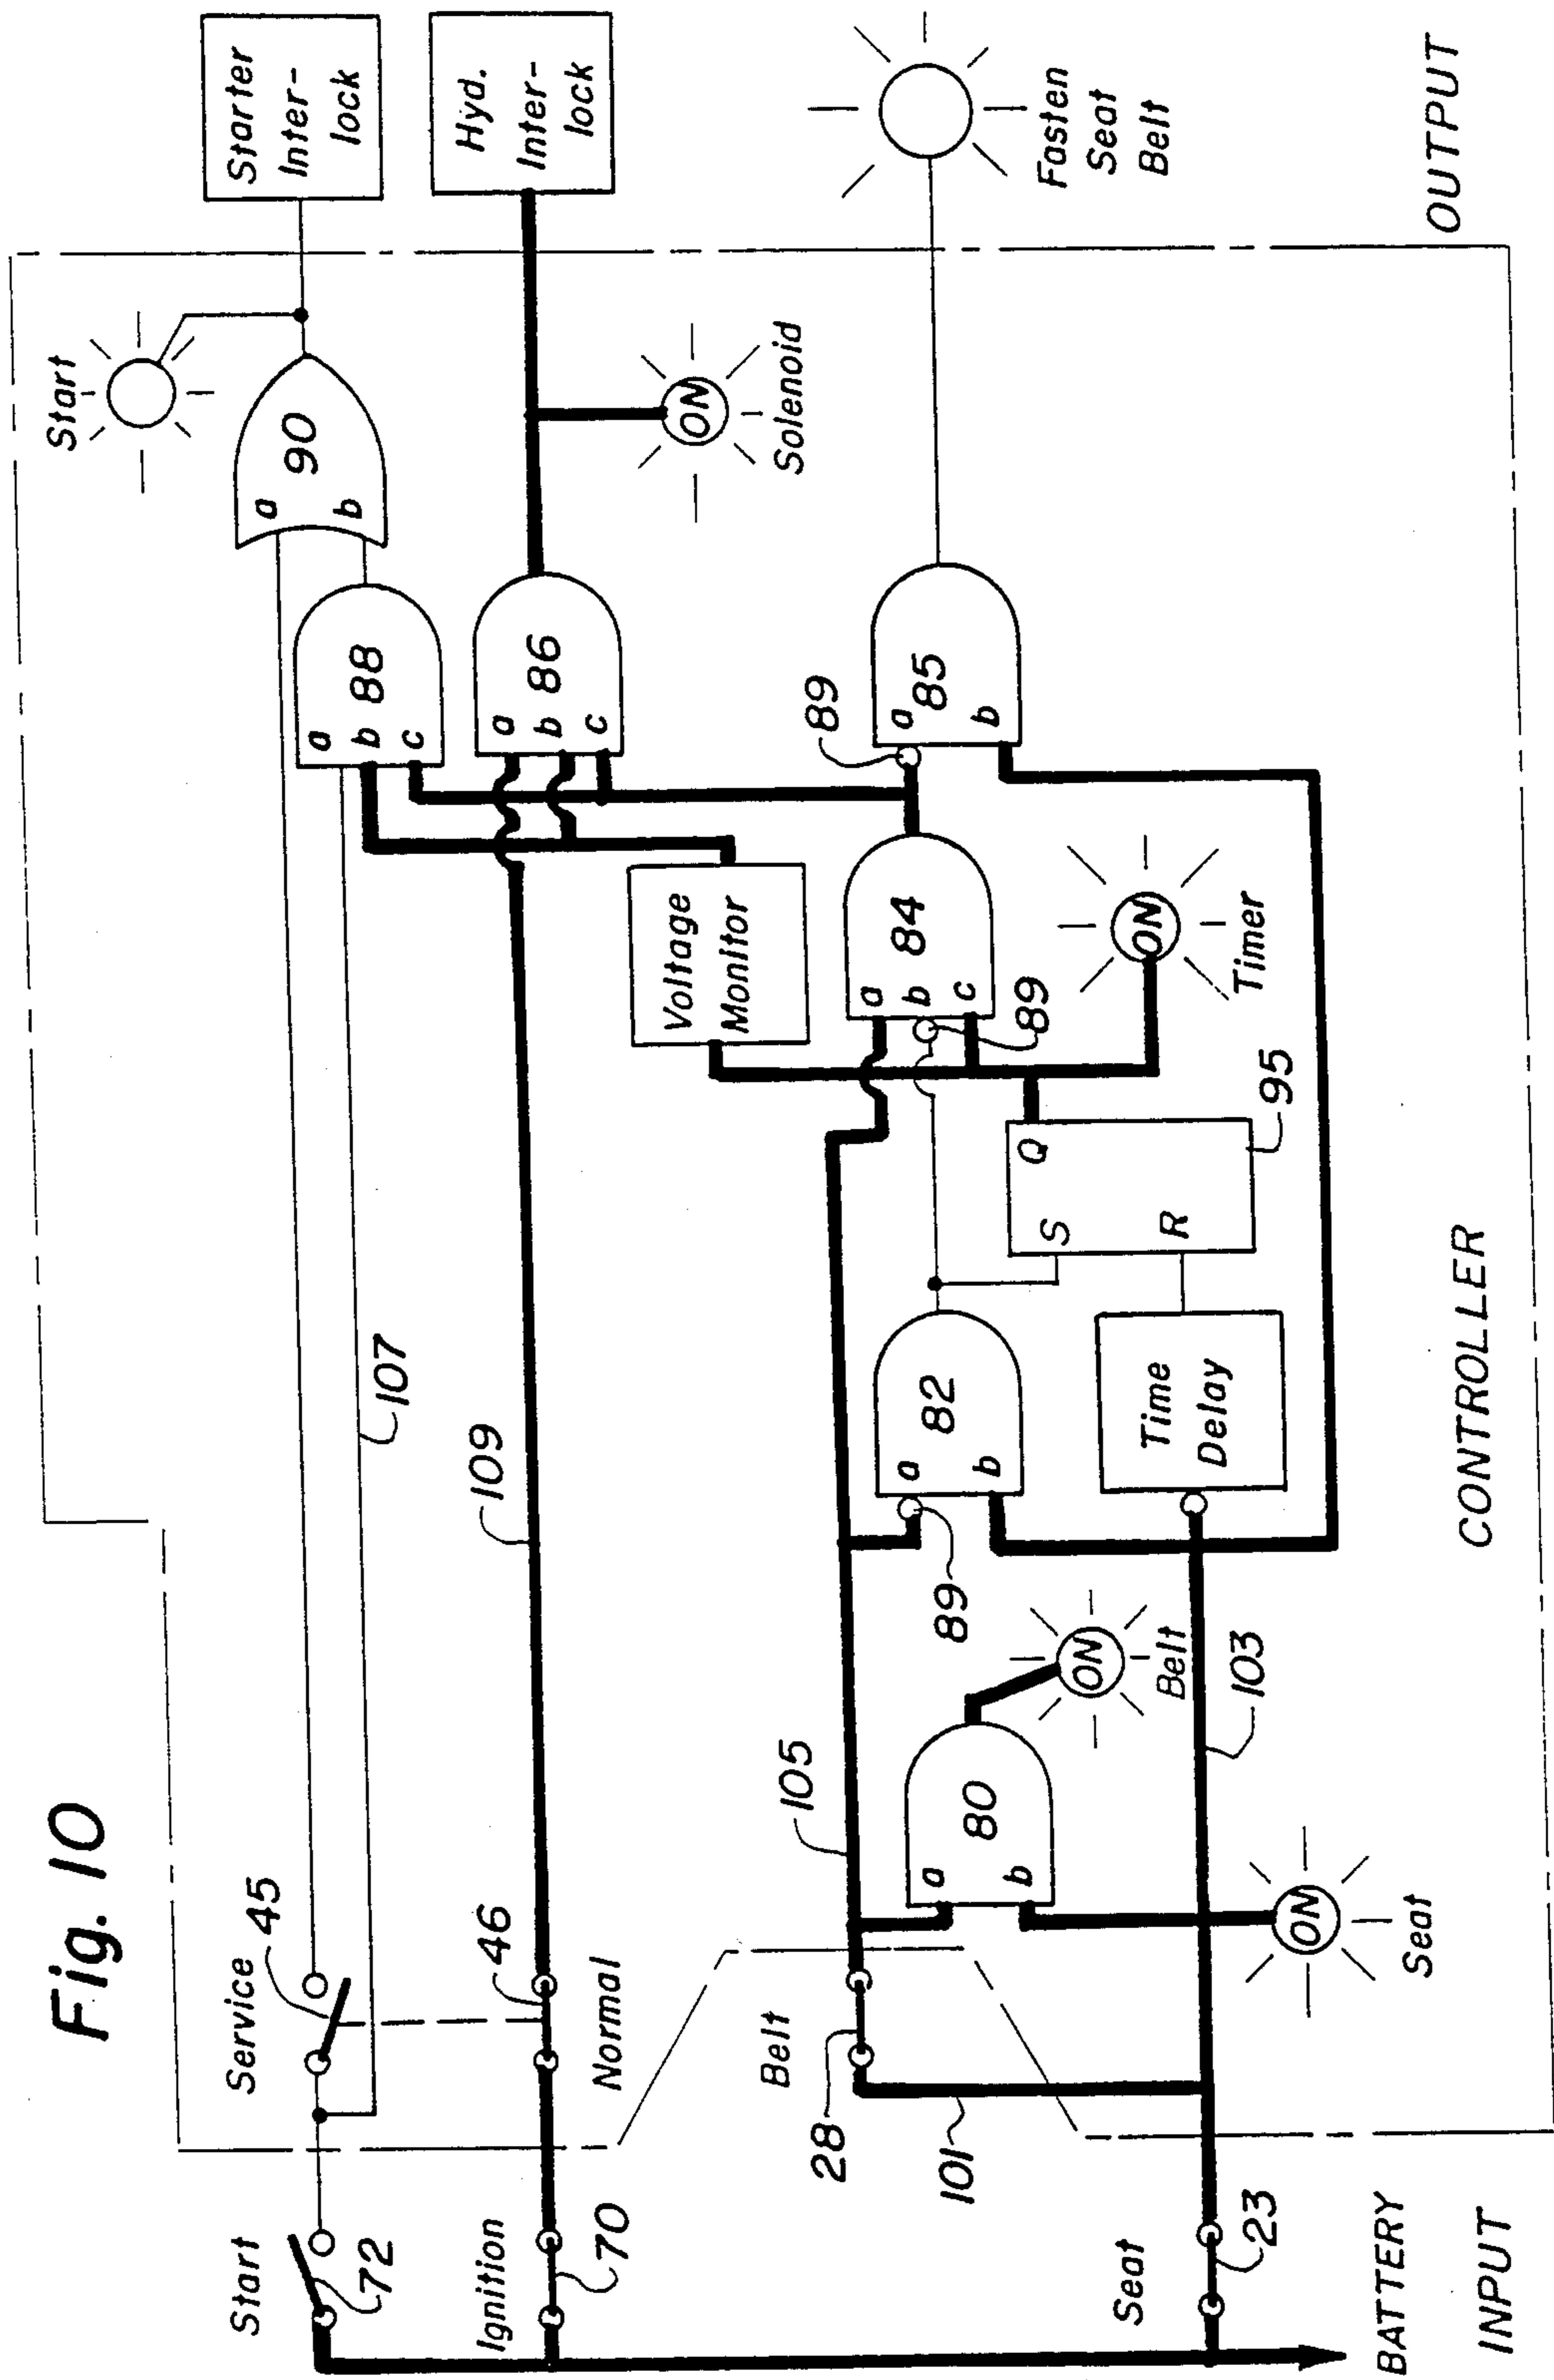 Fig. 10
Start
72
Service
45
107
Start
a
b
90
a
b
c
88
Starter
Inter-
lock
Ignition
70
Normal
46
109
a
b
c
86
ON
Solenoid
Hyd.
Inter-
lock
Voltage
Monitor
Belt
28
101
105
a
b
80
ON
Belt
89
a
b
82
a
b
c
84
89
89
a
b
85
Fasten
Seat
Belt
Seat
23
ON
Seat
103
Time
Delay
S
R
Q
95
ON
Timer
BATTERY
INPUT
CONTROLLER
OUTPUT